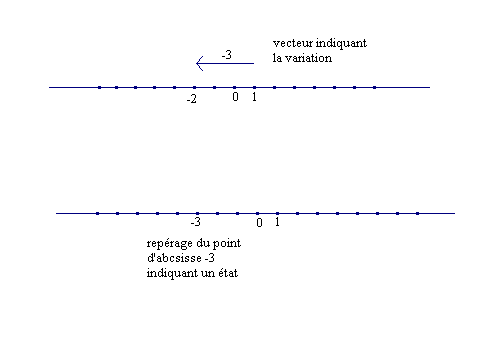 vecteur indiquant
la variation
-3
-2 0 1
-3 0 1
repérage du point
d'abcsisse -3
indiquant un état